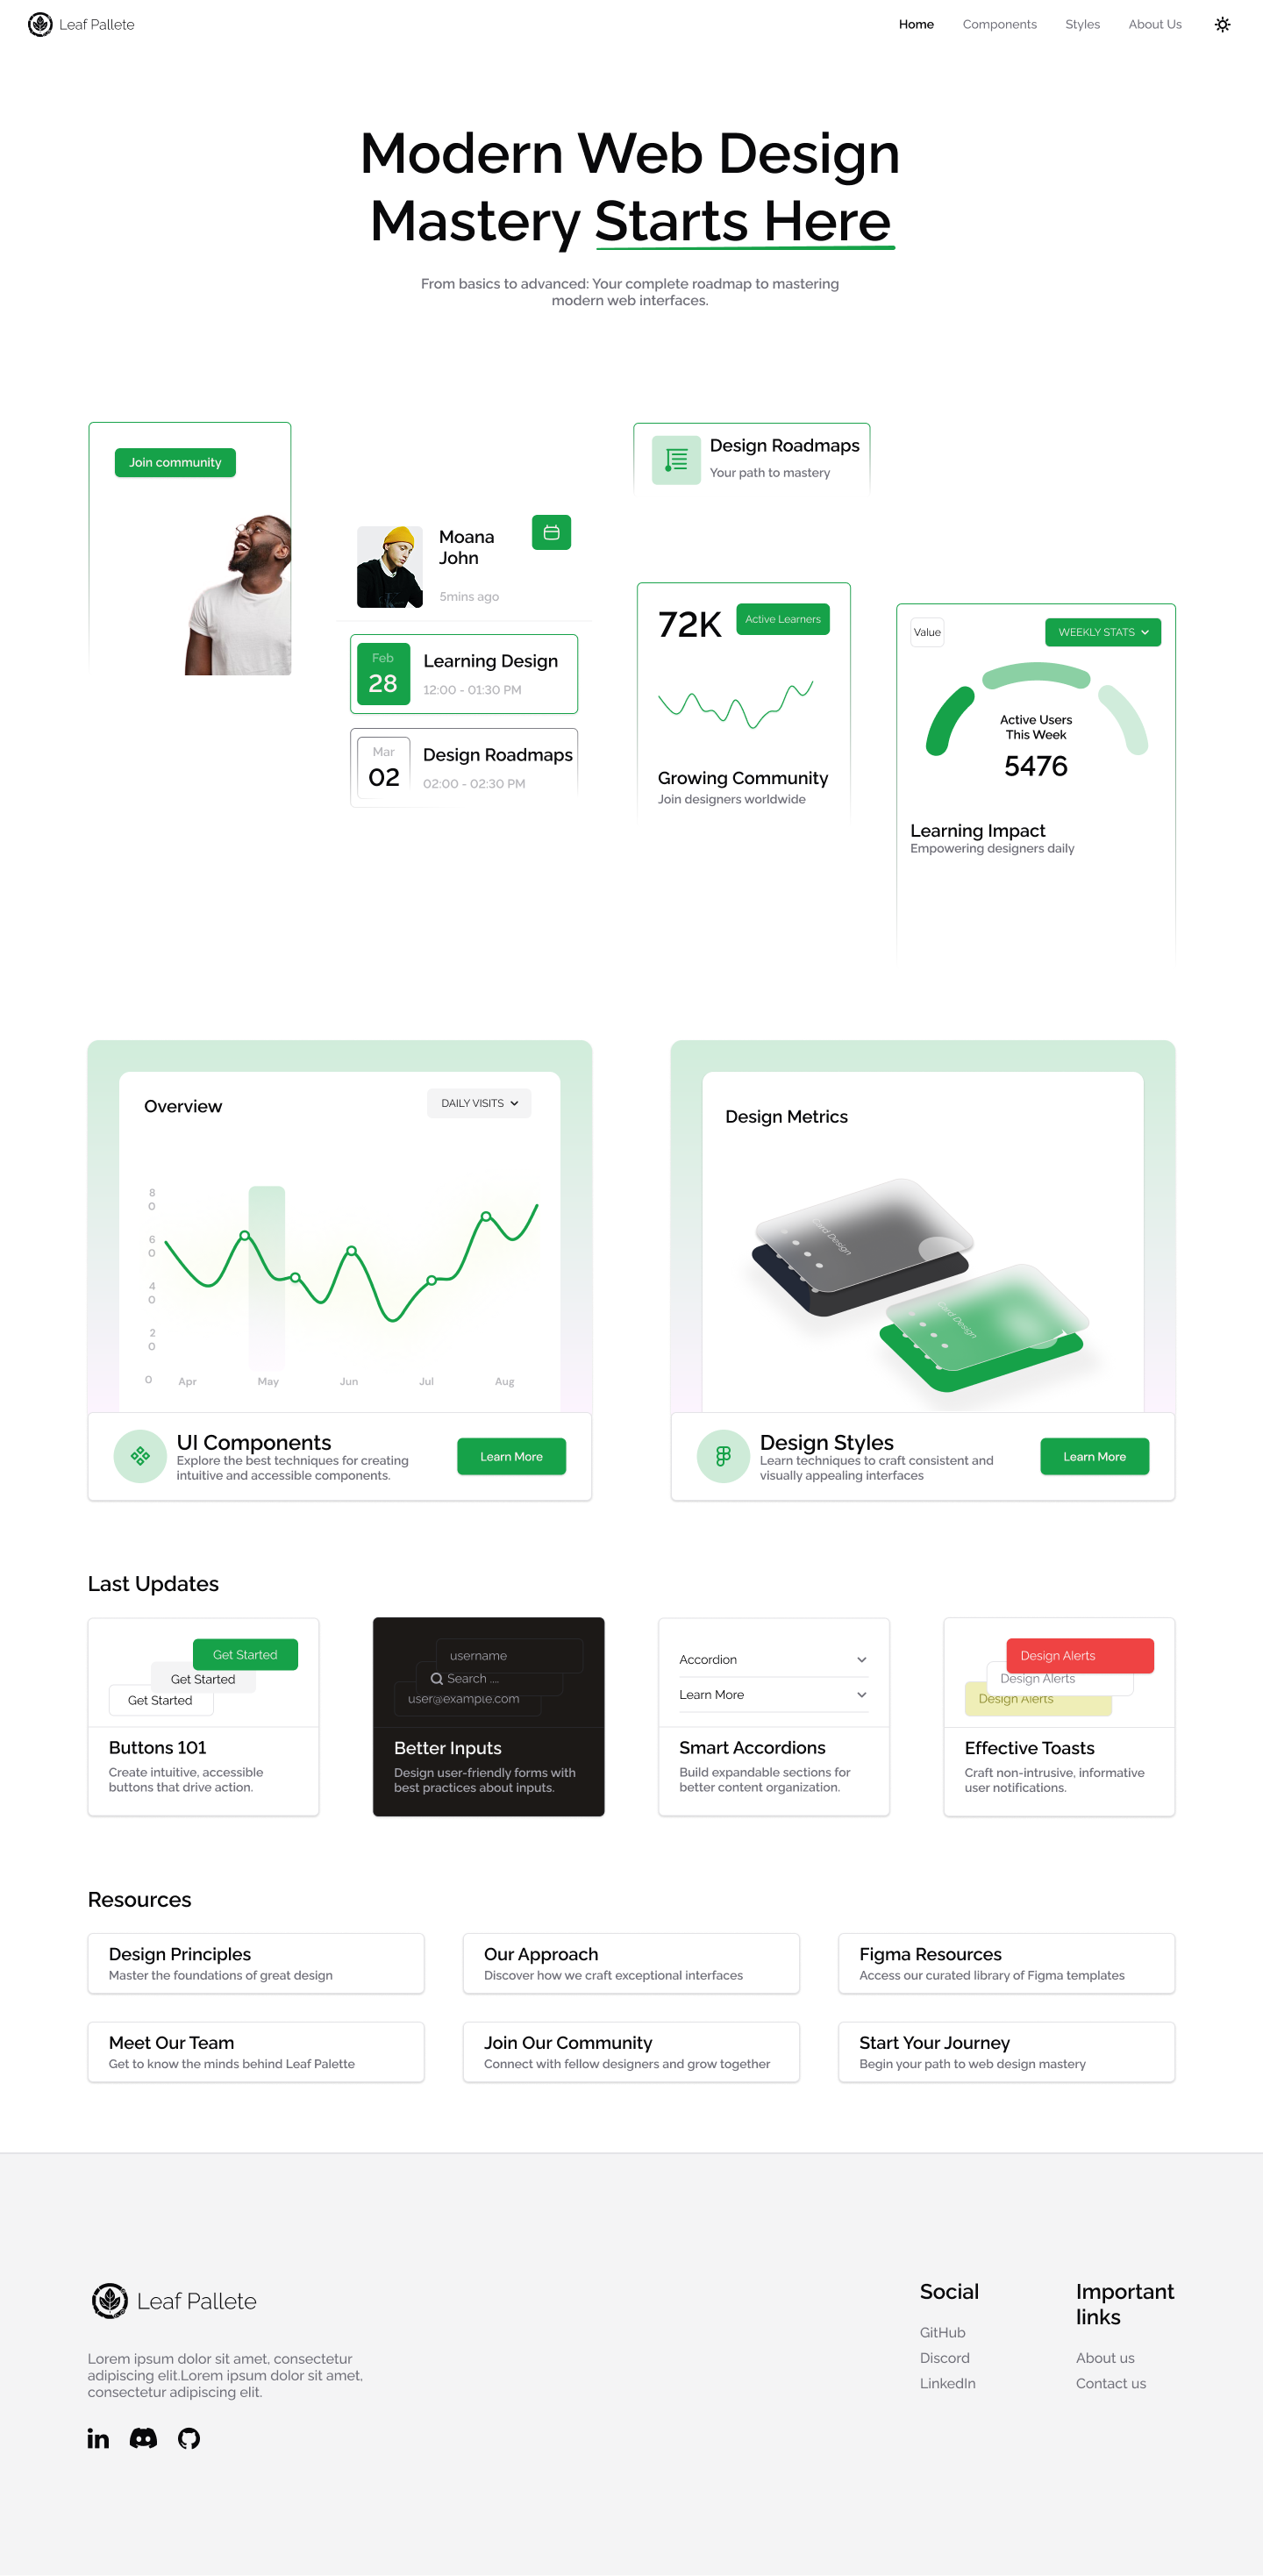 Leaf Pallete
Home
Components
Styles
About Us
Modern Web Design
Mastery Starts Here
From basics to advanced: Your complete roadmap to mastering
modern web interfaces.
Join community
Moana
John
5mins ago
Feb
28
Learning Design
12:00 - 01:30 PM
Mar
02
Design Roadmaps
02:00 - 02:30 PM
Design Roadmaps
Your path to mastery
72K
Active Learners
Growing Community
Join designers worldwide
Value
WEEKLY STATS
Active Users
This Week
5476
Learning Impact
Empowering designers daily
Overview
DAILY VISITS
8
0
6
0
4
0
2
0
0
Apr
May
Jun
Jul
Aug
UI Components
Explore the best techniques for creating
intuitive and accessible components.
Learn More
Design Metrics
Card Design
Card Design
Design Styles
Learn techniques to craft consistent and
visually appealing interfaces
Learn More
Last Updates
Get Started
Get Started
Get Started
Buttons 101
Create intuitive, accessible
buttons that drive action.
username
Search ....
user@example.com
Better Inputs
Design user-friendly forms with
best practices about inputs.
Accordion
Learn More
Smart Accordions
Build expandable sections for
better content organization.
Design Alerts
Design Alerts
Design Alerts
Effective Toasts
Craft non-intrusive, informative
user notifications.
Resources
Design Principles
Master the foundations of great design
Our Approach
Discover how we craft exceptional interfaces
Figma Resources
Access our curated library of Figma templates
Meet Our Team
Get to know the minds behind Leaf Palette
Join Our Community
Connect with fellow designers and grow together
Start Your Journey
Begin your path to web design mastery
Leaf Pallete
Lorem ipsum dolor sit amet, consectetur
adipiscing elit.Lorem ipsum dolor sit amet,
consectetur adipiscing elit.
Social
GitHub
Discord
LinkedIn
Important
links
About us
Contact us